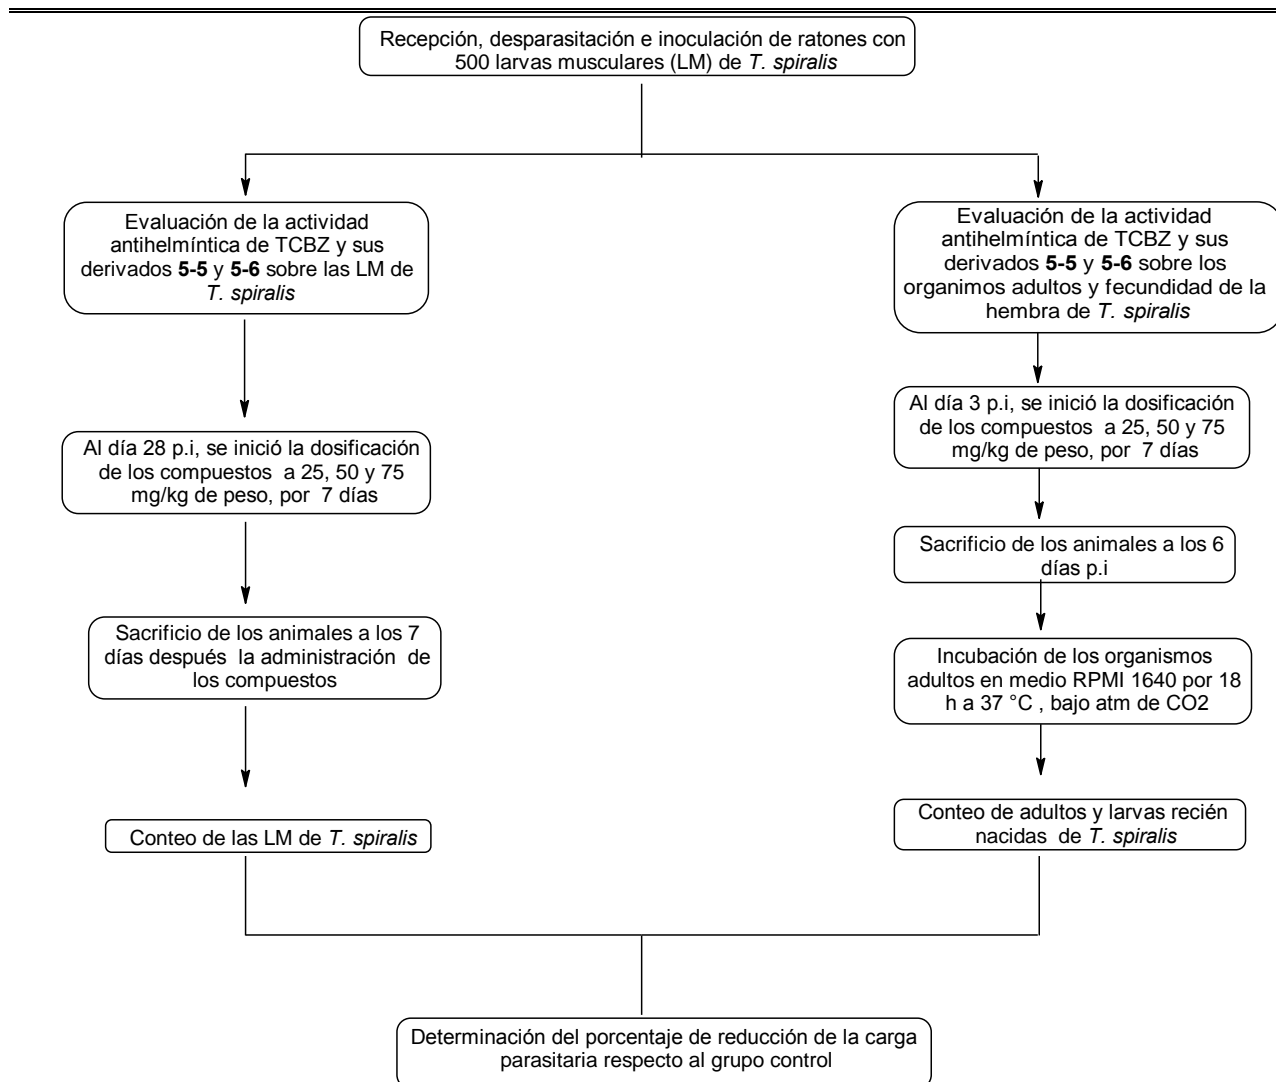 Recepción, desparasitación e inoculación de ratones con
500 larvas musculares (LM) de T. spiralis
Evaluación de la actividad
antihelmíntica de TCBZ y sus
derivados 5-5 y 5-6 sobre las LM de
T. spiralis
Al día 28 p.i, se inició la dosificación
de los compuestos a 25, 50 y 75
mg/kg de peso, por 7 días
Sacrificio de los animales a los 7
días después la administración de
los compuestos
Conteo de las LM de T. spiralis
Evaluación de la actividad
antihelmíntica de TCBZ y sus
derivados 5-5 y 5-6 sobre los
organimos adultos y fecundidad de la
hembra de T. spiralis
Al día 3 p.i, se inició la dosificación
de los compuestos a 25, 50 y 75
mg/kg de peso, por 7 días
Sacrificio de los animales a los 6
días p.i
Incubación de los organismos
adultos en medio RPMI 1640 por 18
h a 37 °C , bajo atm de CO2
Conteo de adultos y larvas recién
nacidas de T. spiralis
Determinación del porcentaje de reducción de la carga
parasitaria respecto al grupo control